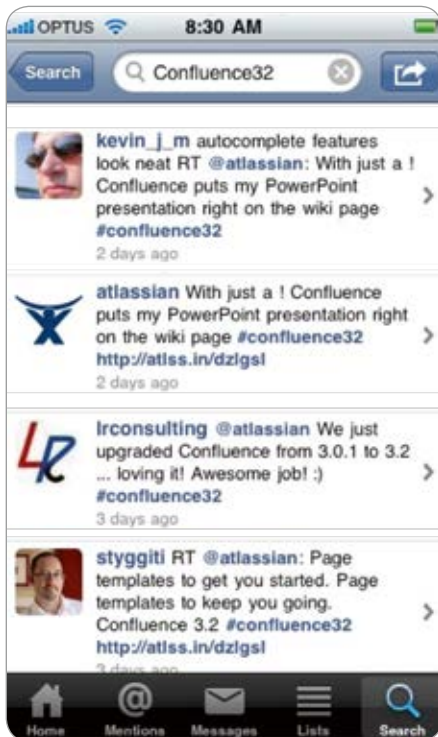 OPTUS 8:30 AM
Search Confluence32
kevin_j_m autocomplete features
look neat RT @atlassian: With just a !
Confluence puts my PowerPoint
presentation right on the wiki page
#confluence32
2 days ago
atlassian With just a ! Confluence
puts my PowerPoint presentation right
on the wiki page #confluence32
http://atlss.in/dzlgsl
2 days ago
LR
lrconsulting @atlassian We just
upgraded Confluence from 3.0.1 to 3.2
... loving it! Awesome job! :)
#confluence32
3 days ago
styggiti RT @atlassian: Page
templates to get you started. Page
templates to keep you going.
Confluence 3.2 #confluence32
http://atlss.in/dzlgsl
3 days ago
Home Mentions Messages Lists Search